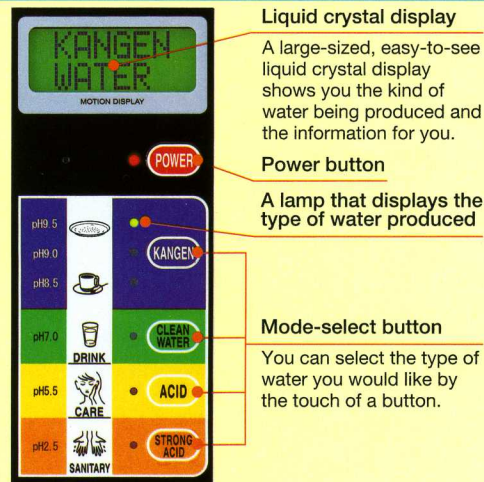 KANGEN
WATER
MOTION DISPLAY
POWER
pH9.5
pH9.0
KANGEN
pH8.5
pH7.0
CLEAN
WATER
DRINK
pH5.5
ACID
CARE
pH2.5
STRONG
ACID
SANITARY
Liquid crystal display
A large-sized, easy-to-see
liquid crystal display
shows you the kind of
water being produced and
the information for you.
Power button
A lamp that displays the
type of water produced
Mode-select button
You can select the type of
water you would like by
the touch of a button.